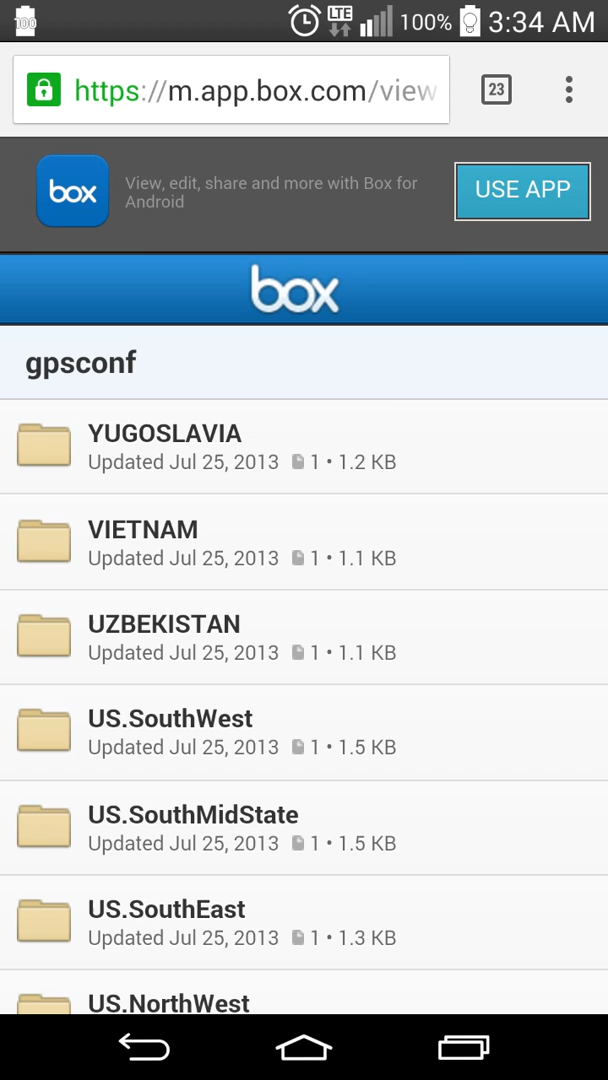 100
LTE
100%
3:34 AM
https://m.app.box.com/view
23
box
View, edit, share and more with Box for
Android
USE APP
box
gpsconf
YUGOSLAVIA
Updated Jul 25, 2013 1 • 1.2 KB
VIETNAM
Updated Jul 25, 2013 1 • 1.1 KB
UZBEKISTAN
Updated Jul 25, 2013 1 • 1.1 KB
US.SouthWest
Updated Jul 25, 2013 1 • 1.5 KB
US.SouthMidState
Updated Jul 25, 2013 1 • 1.5 KB
US.SouthEast
Updated Jul 25, 2013 1 • 1.3 KB
US.NorthWest